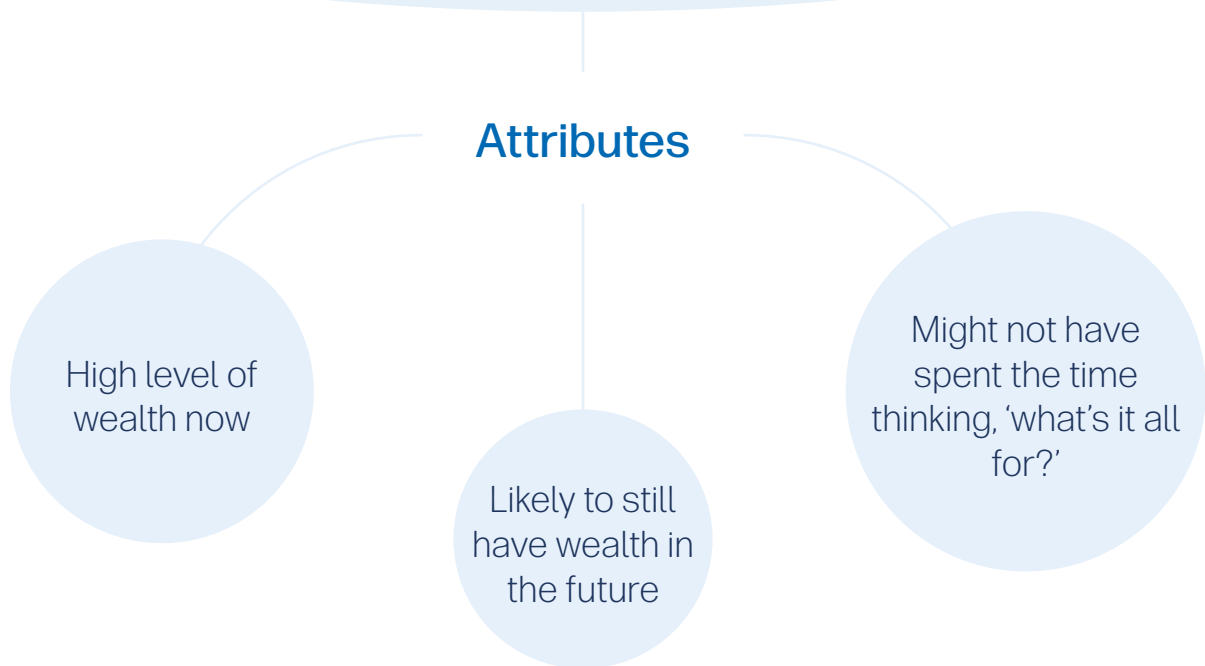 Attributes
High level of
wealth now
Likely to still
have wealth in
the future
Might not have
spent the time
thinking, ‘what’s it all
for?’